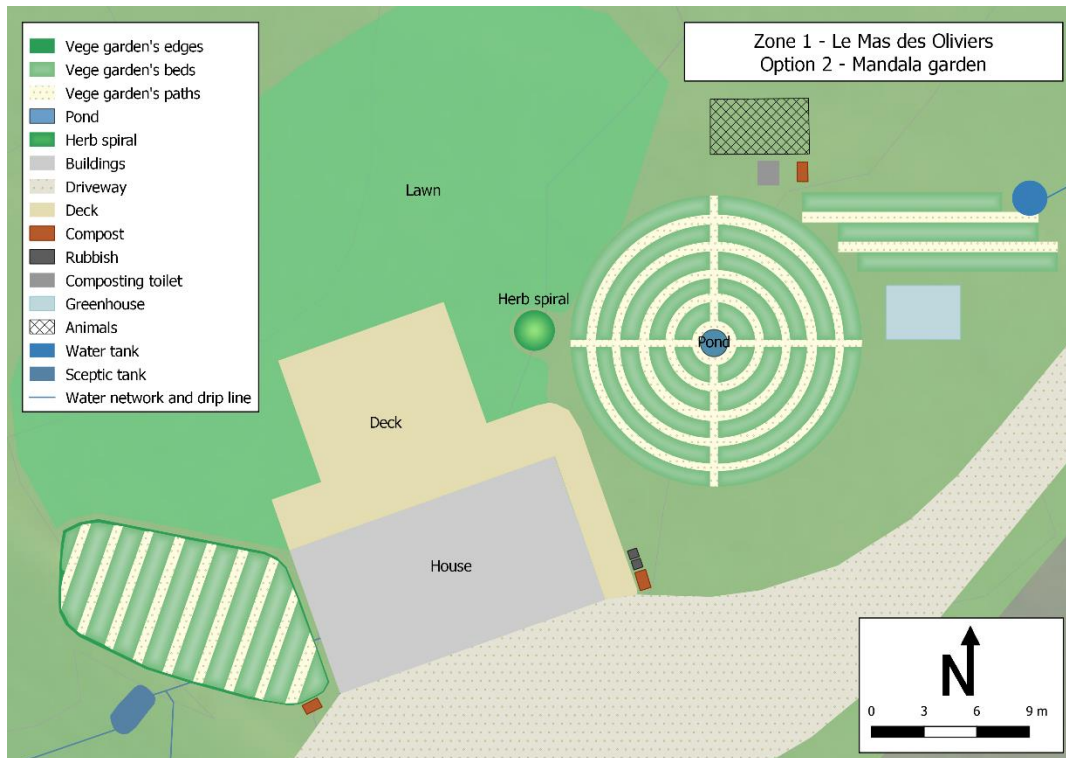 Zone 1 - Le Mas des Oliviers
Option 2 - Mandala garden
Vege garden's edges
Vege garden's beds
Vege garden's paths
Pond
Herb spiral
Buildings
Driveway
Deck
Compost
Rubbish
Composting toilet
Greenhouse
Animals
Water tank
Sceptic tank
Water network and drip line
Lawn
Herb spiral
Pond
Deck
House
N
0 3 6 9 m